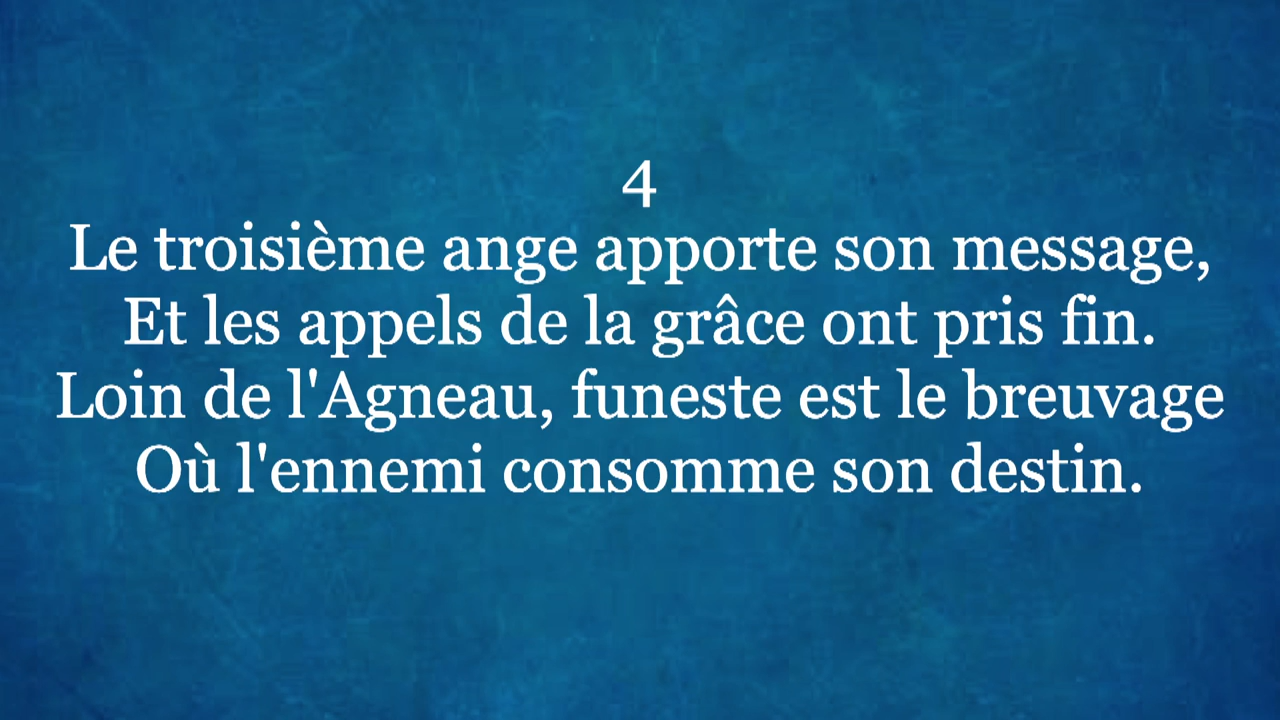 4
Le troisième ange apporte son message,
Et les appels de la grâce ont pris fin.
Loin de l'Agneau, funeste est le breuvage
Où l'ennemi consomme son destin.